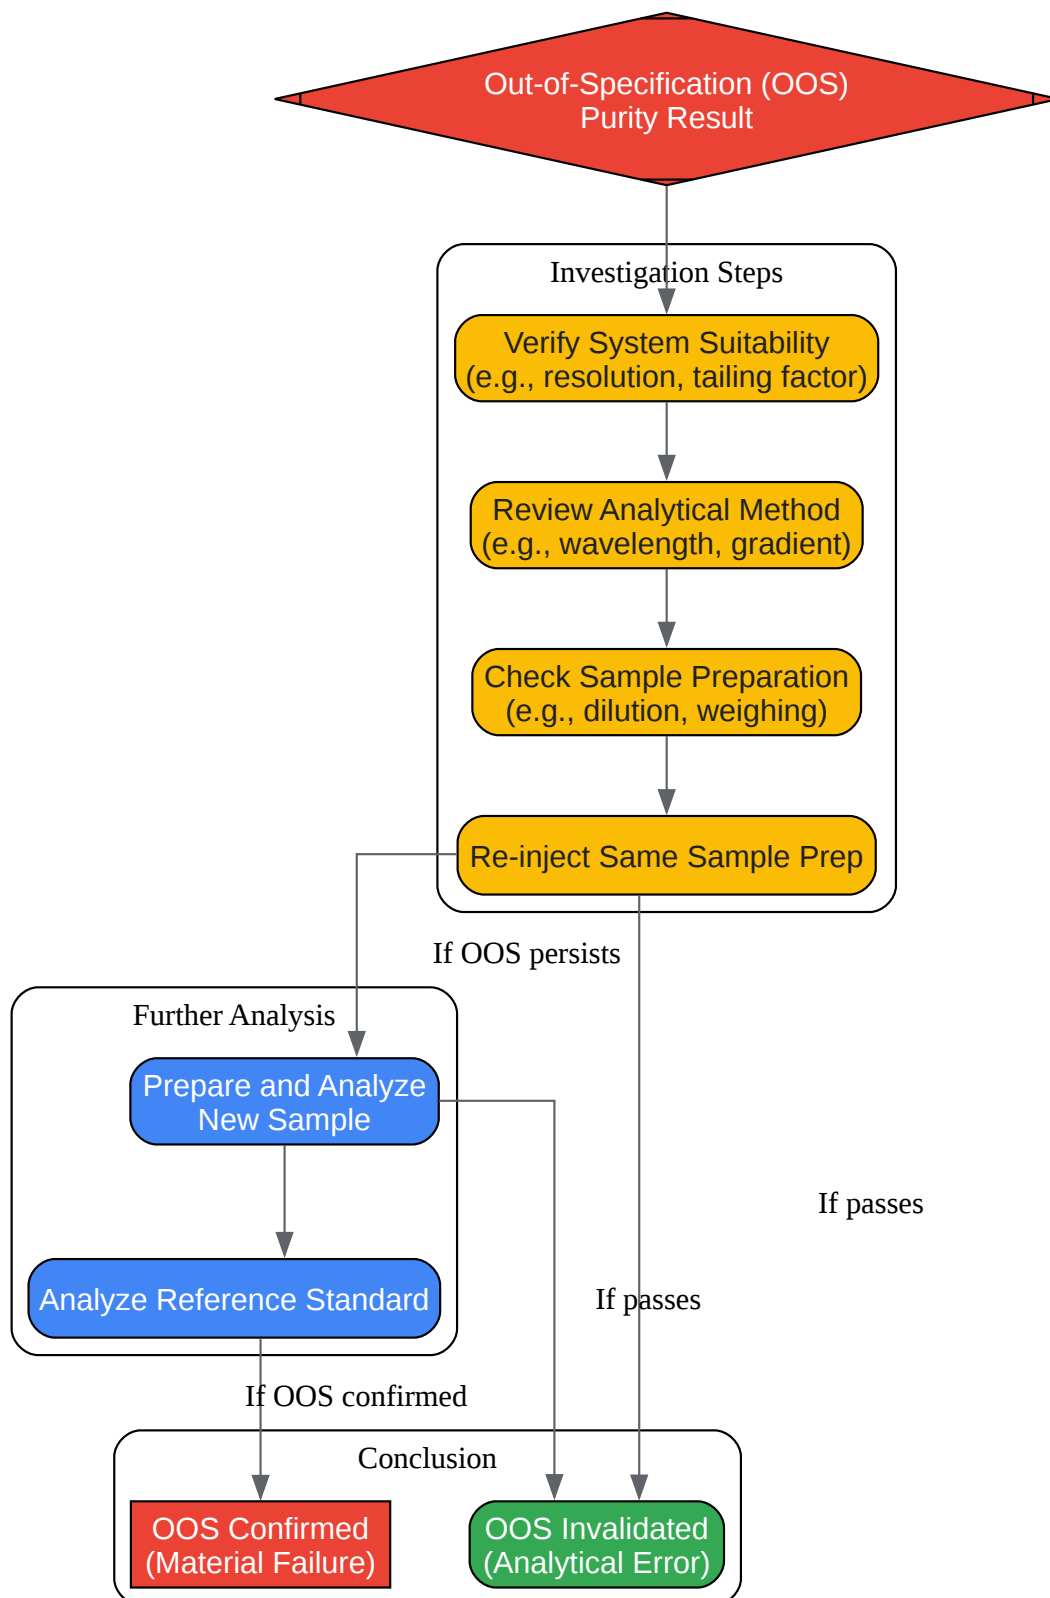 Out-of-Specification (OOS)
Purity Result
Investigation Steps
Verify System Suitability
(e.g., resolution, tailing factor)
Review Analytical Method
(e.g., wavelength, gradient)
Check Sample Preparation
(e.g., dilution, weighing)
Re-inject Same Sample Prep
If OOS persists
Further Analysis
Prepare and Analyze
New Sample
If passes
Analyze Reference Standard
If passes
If OOS confirmed
Conclusion
OOS Confirmed
(Material Failure)
OOS Invalidated
(Analytical Error)